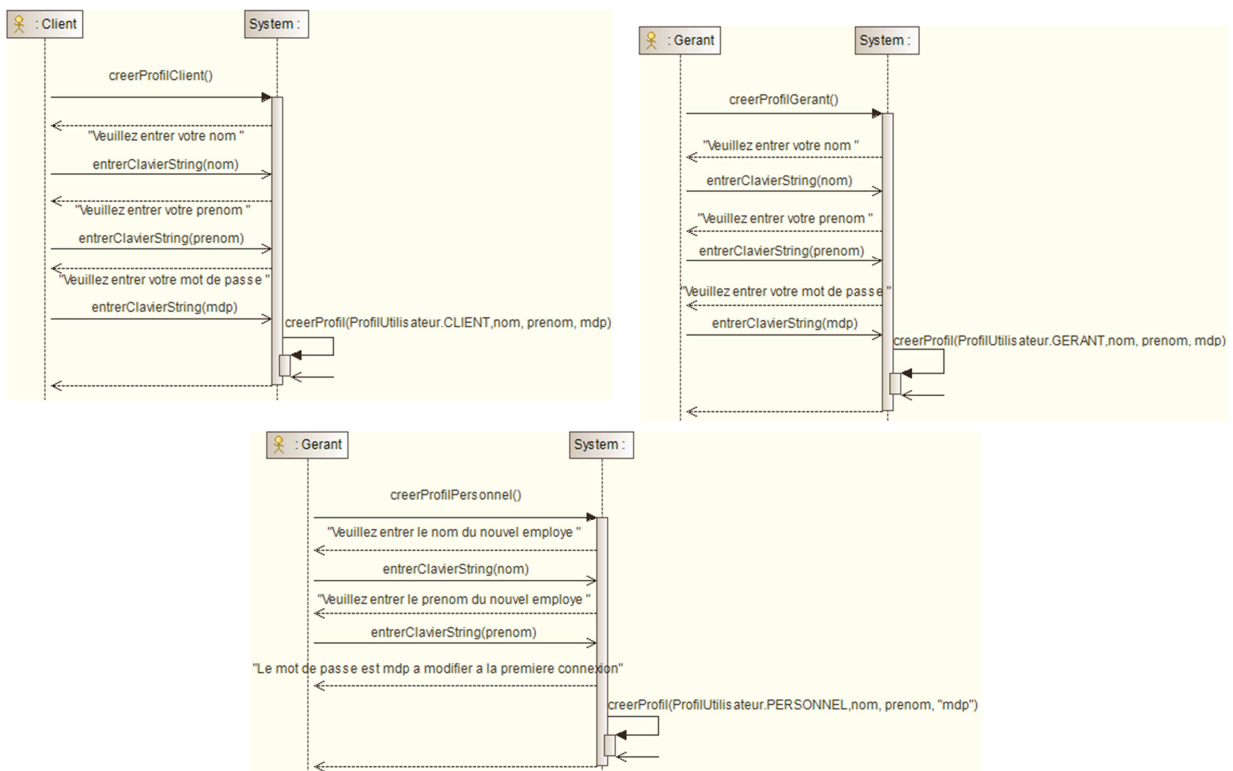 : Client
System :
creerProfilClient()
"Veuillez entrer votre nom "
entrerClavierString(nom)
"Veuillez entrer votre prenom "
entrerClavierString(prenom)
"Veuillez entrer votre mot de passe "
entrerClavierString(mdp)
creerProfil(ProfilUtilisateur.CLIENT,nom, prenom, mdp)
: Gerant
System :
creerProfilGerant()
"Veuillez entrer votre nom "
entrerClavierString(nom)
"Veuillez entrer votre prenom "
entrerClavierString(prenom)
"Veuillez entrer votre mot de passe "
entrerClavierString(mdp)
creerProfil(ProfilUtilisateur.GERANT,nom, prenom, mdp)
: Gerant
System :
creerProfilPersonnel()
"Veuillez entrer le nom du nouvel employe "
entrerClavierString(nom)
"Veuillez entrer le prenom du nouvel employe "
entrerClavierString(prenom)
"Le mot de passe est mdp a modifier a la premiere connexion"
creerProfil(ProfilUtilisateur.PERSONNEL,nom, prenom, "mdp")